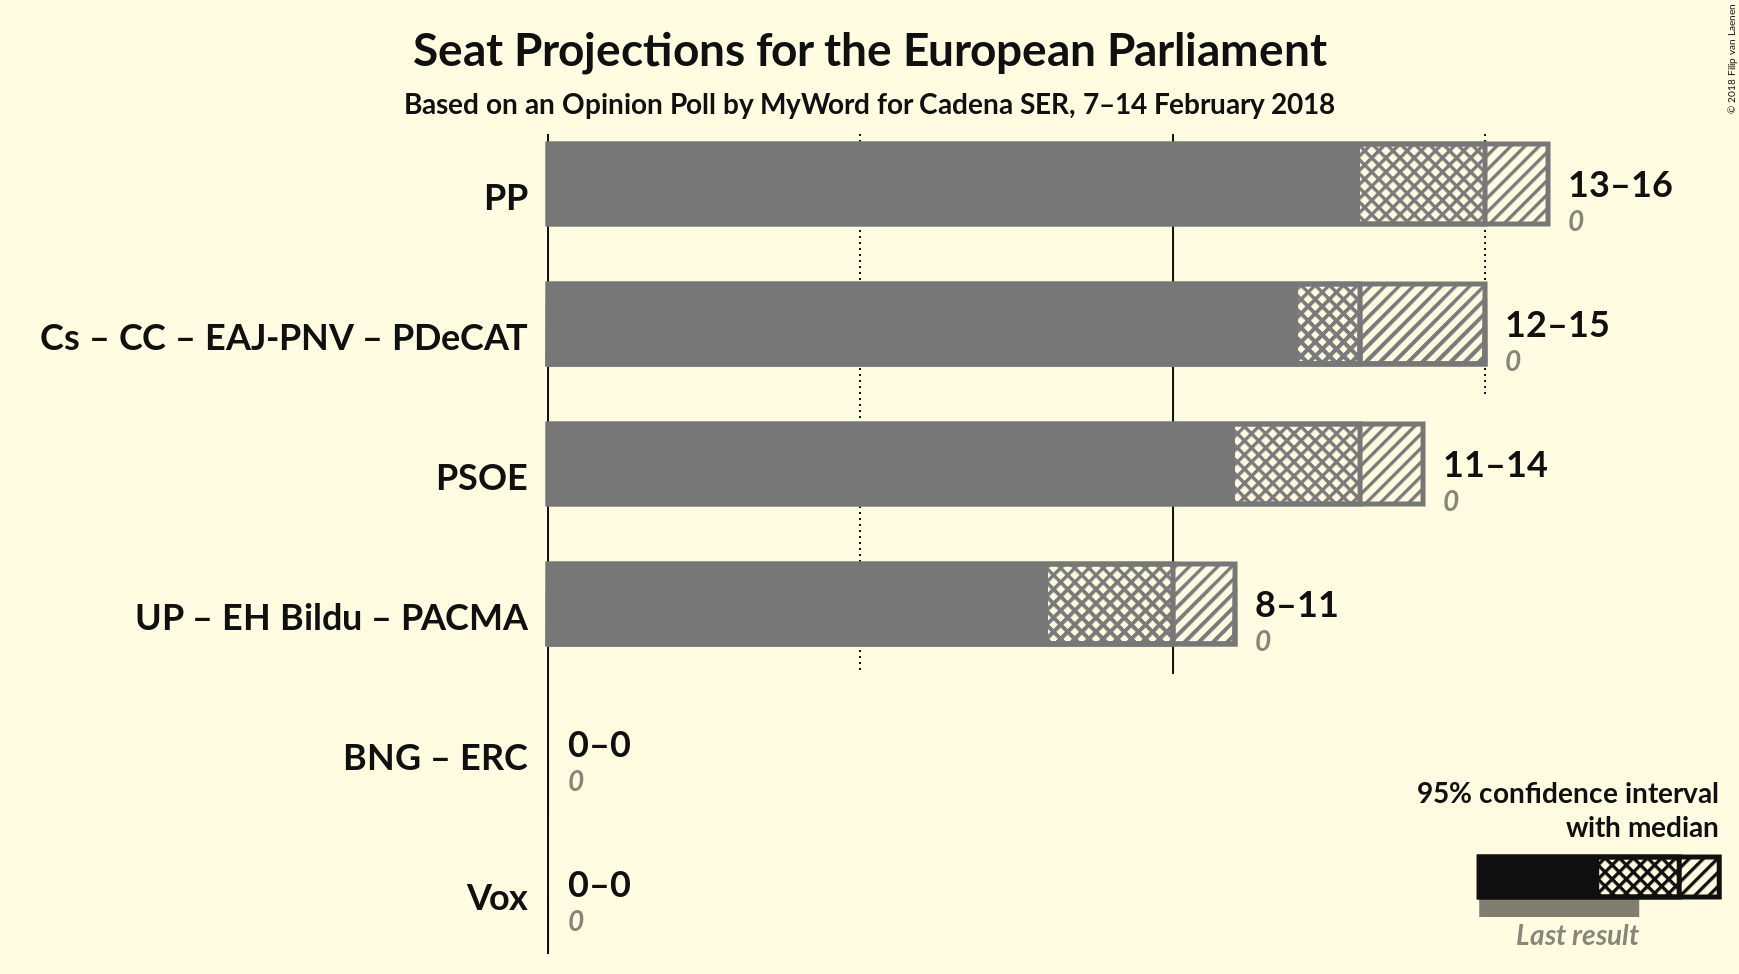 Seat Projections for the European Parliament
Based on an Opinion Poll by MyWord for Cadena SER, 7–14 February 2018
© 2018 Filip van Laenen
PP
13–16
0
Cs – CC – EAJ-PNV – PDeCAT
12–15
0
PSOE
11–14
0
UP – EH Bildu – PACMA
8–11
0
BNG – ERC
0–0
0
Vox
0–0
0
95% confidence interval
with median
Last result